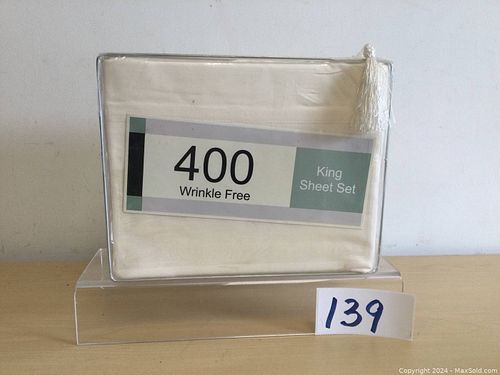 400
Wrinkle Free
King
Sheet Set
139
Copyright 2024 - MaxSold.com